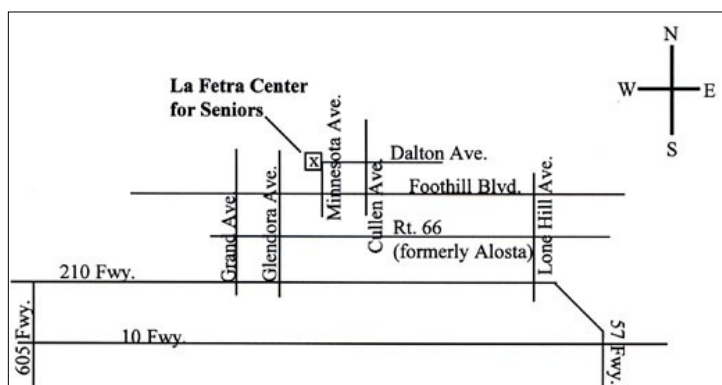 N
W E
S
La Fetra Center
for Seniors
x
Minnesota Ave.
Dalton Ave.
Cullen Ave.
Foothill Blvd.
Lone Hill Ave.
Grand Ave.
Glendora Ave.
Rt. 66
(formerly Alosta)
210 Fwy.
605 Fwy.
10 Fwy.
57 Fwy.